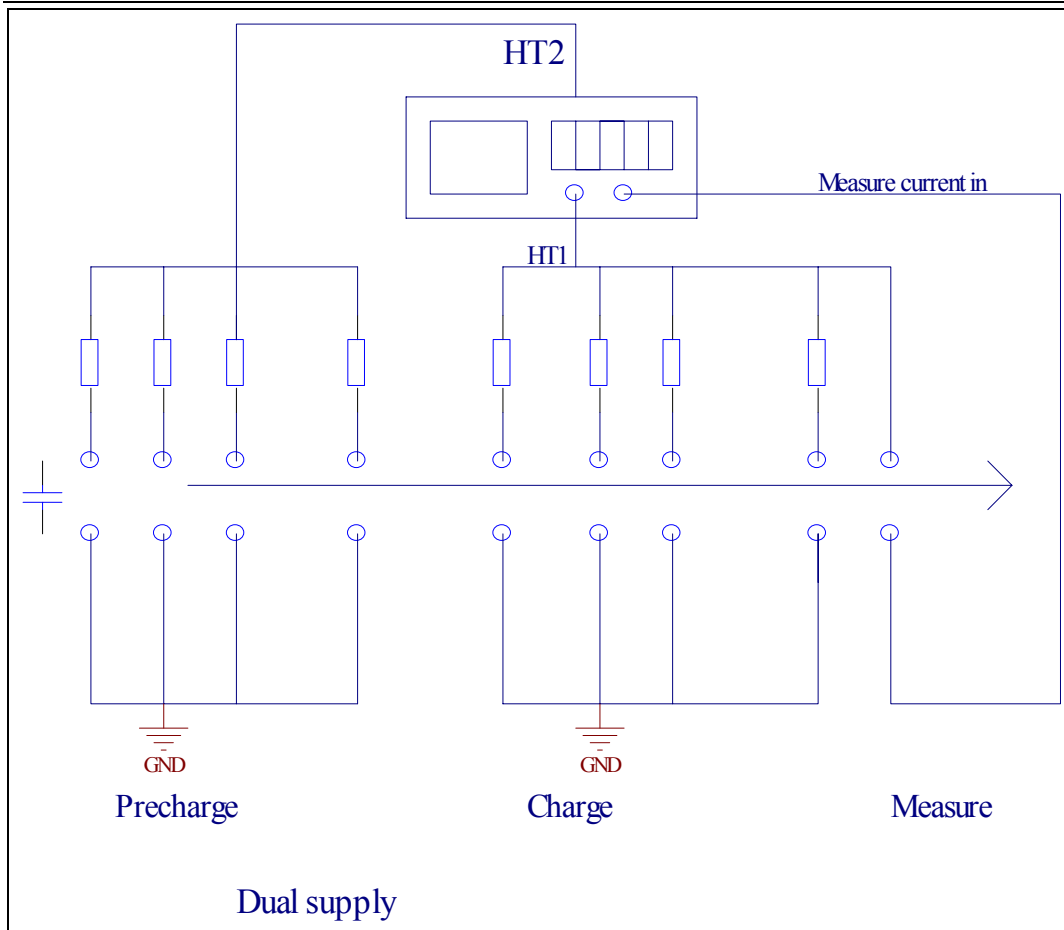 HT2
Measure current in
HT1
GND
GND
Precharge
Charge
Measure
Dual supply